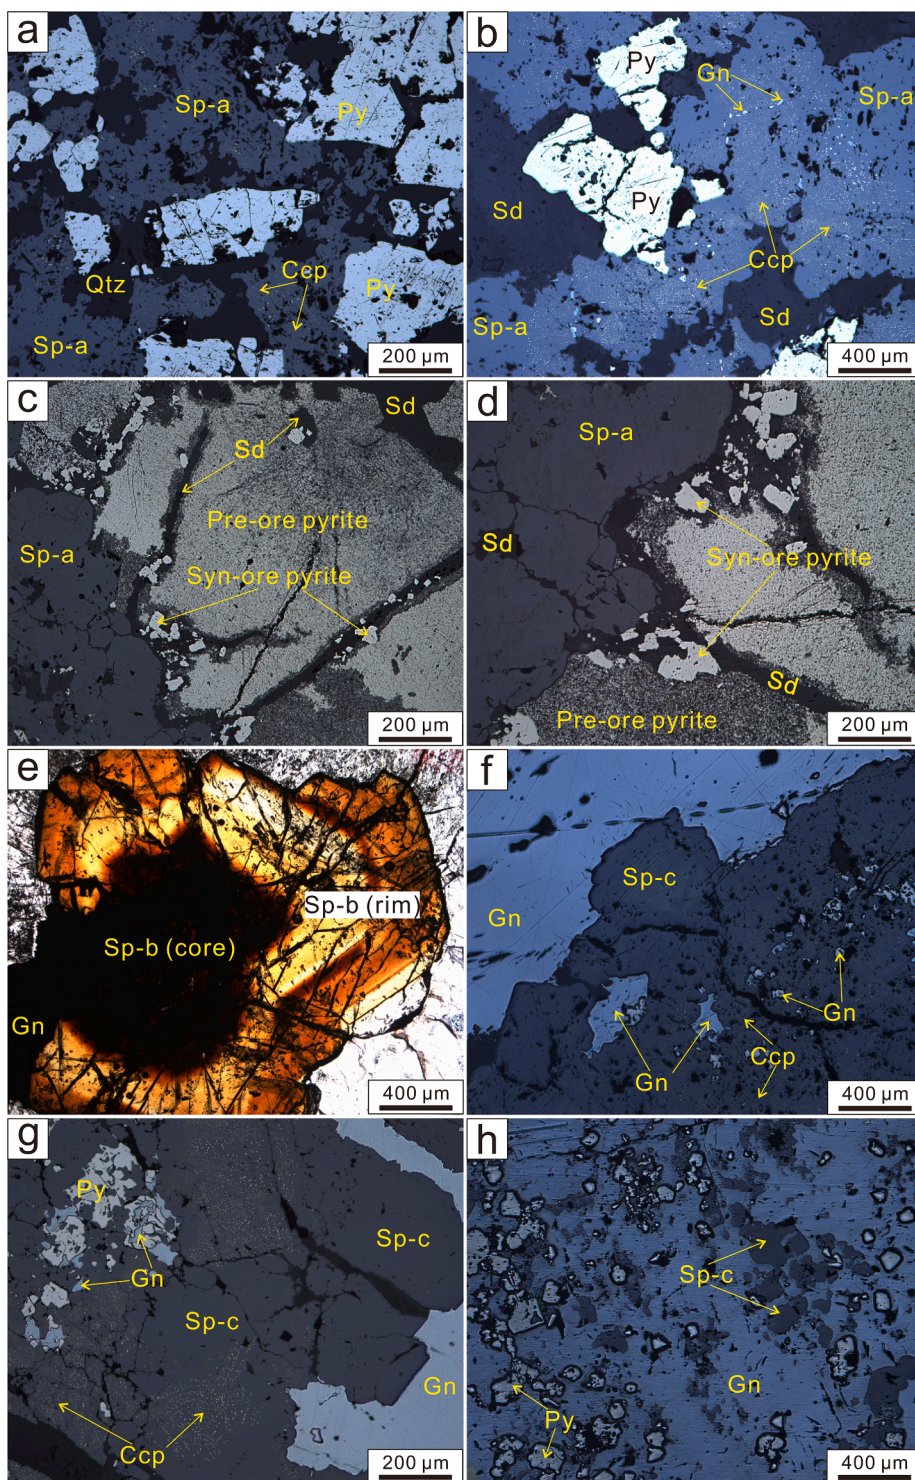 a
Sp-a
Py
Qtz
Ccp
Py
Sp-a
200 μm
b
Py
Gn
Sp-a
Py
Sd
Ccp
Sp-a
Sd
400 μm
c
Sd
Sd
Pre-ore pyrite
Sp-a
Syn-ore pyrite
200 μm
d
Sp-a
Sd
Syn-ore pyrite
Sd
Pre-ore pyrite
200 μm
e
Sp-b (rim)
Sp-b (core)
Gn
400 μm
f
Sp-c
Gn
Gn
Ccp
Gn
400 μm
g
Py
Sp-c
Gn
Sp-c
Gn
Ccp
200 μm
h
Sp-c
Gn
Py
400 μm